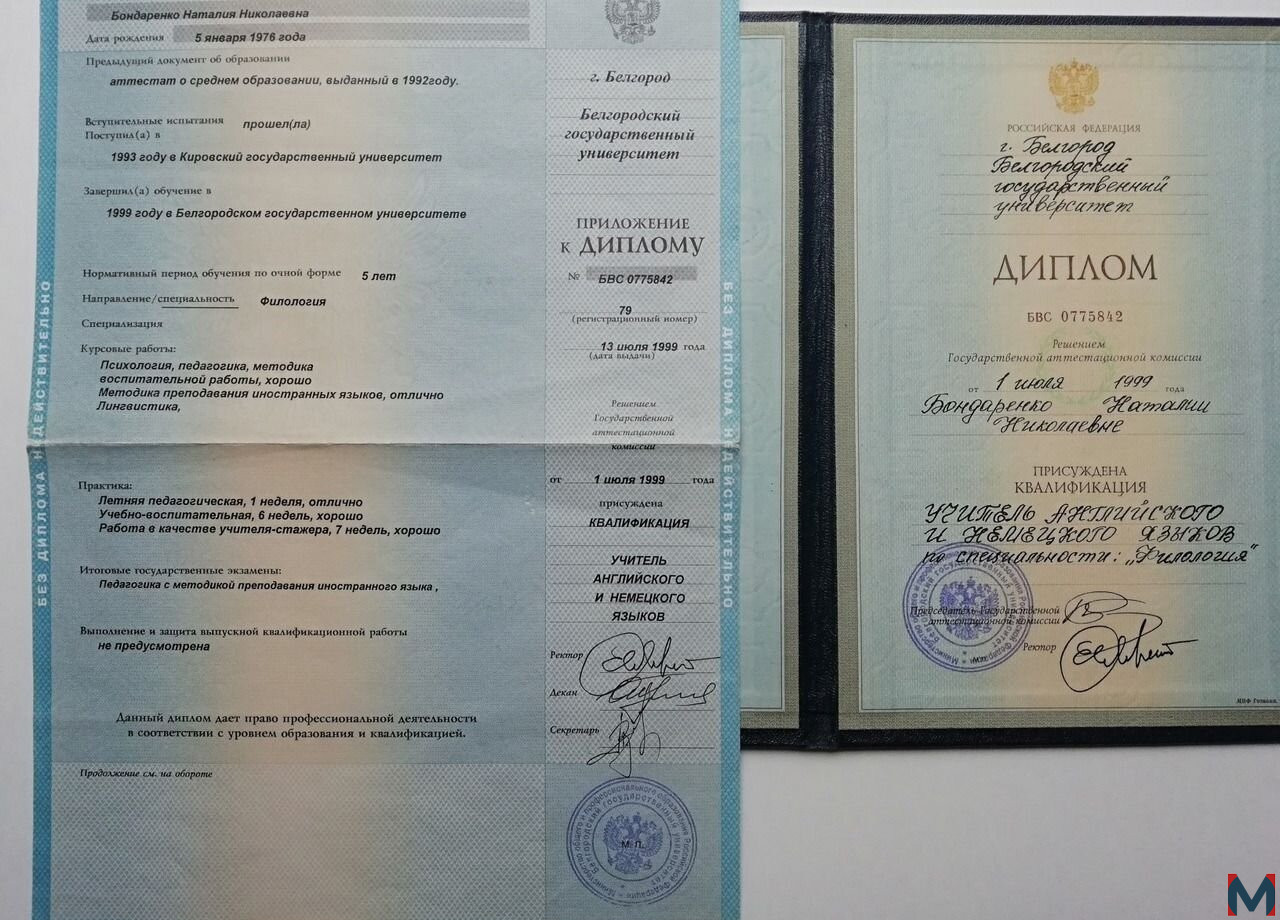 Бондаренко Наталия Николаевна
Дата рождения 5 января 1976 года
Предыдущий документ об образовании
аттестат о среднем образовании, выданный в 1992году.
Вступительные испытания прошел(ла)
Поступил(а) в
1993 году в Кировский государственный университет
Завершил(а) обучение в
1999 году в Белгородском государственном университете
Нормативный период обучения по очной форме 5 лет
Направление/специальность Филология
Специализация
Курсовые работы:
Психология, педагогика, методика
воспитательной работы, хорошо
Методика преподавания иностранных языков, отлично
Лингвистика,
Практика:
Летняя педагогическая, 1 неделя, отлично
Учебно-воспитательная, 6 недель, хорошо
Работа в качестве учителя-стажера, 7 недель, хорошо
Итоговые государственные экзамены:
Педагогика с методикой преподавания иностранного языка ,
Выполнение и защита выпускной квалификационной работы
не предусмотрена
Данный диплом дает право профессиональной деятельности
в соответствии с уровнем образования и квалификацией.
Продолжение см. на обороте
БЕЗ ДИПЛОМА НЕДЕЙСТВИТЕЛЬНО
г. Белгород
Белгородский
государственный
университет
ПРИЛОЖЕНИЕ
к ДИПЛОМУ
№ БВС 0775842
79
(регистрационный номер)
13 июля 1999 года
(дата выдачи)
Решением
Государственной
аттестационной
комиссии
от 1 июля 1999 года
присуждена
КВАЛИФИКАЦИЯ
УЧИТЕЛЬ
АНГЛИЙСКОГО
И НЕМЕЦКОГО
ЯЗЫКОВ
Ректор
Декан
Секретарь
М.П.
БЕЗ ДИПЛОМА НЕДЕЙСТВИТЕЛЬНО
РОССИЙСКАЯ ФЕДЕРАЦИЯ
г. Белгород
Белгородский
государственный
университет
ДИПЛОМ
БВС 0775842
Решением
Государственной аттестационной комиссии
от 1 июля 1999 года
Бондаренко Наталии
Николаевне
ПРИСУЖДЕНА
КВАЛИФИКАЦИЯ
УЧИТЕЛЬ АНГЛИЙСКОГО
И НЕМЕЦКОГО ЯЗЫКОВ
по специальности: „Филология"
Председатель Государственной
аттестационной комиссии
Ректор
М